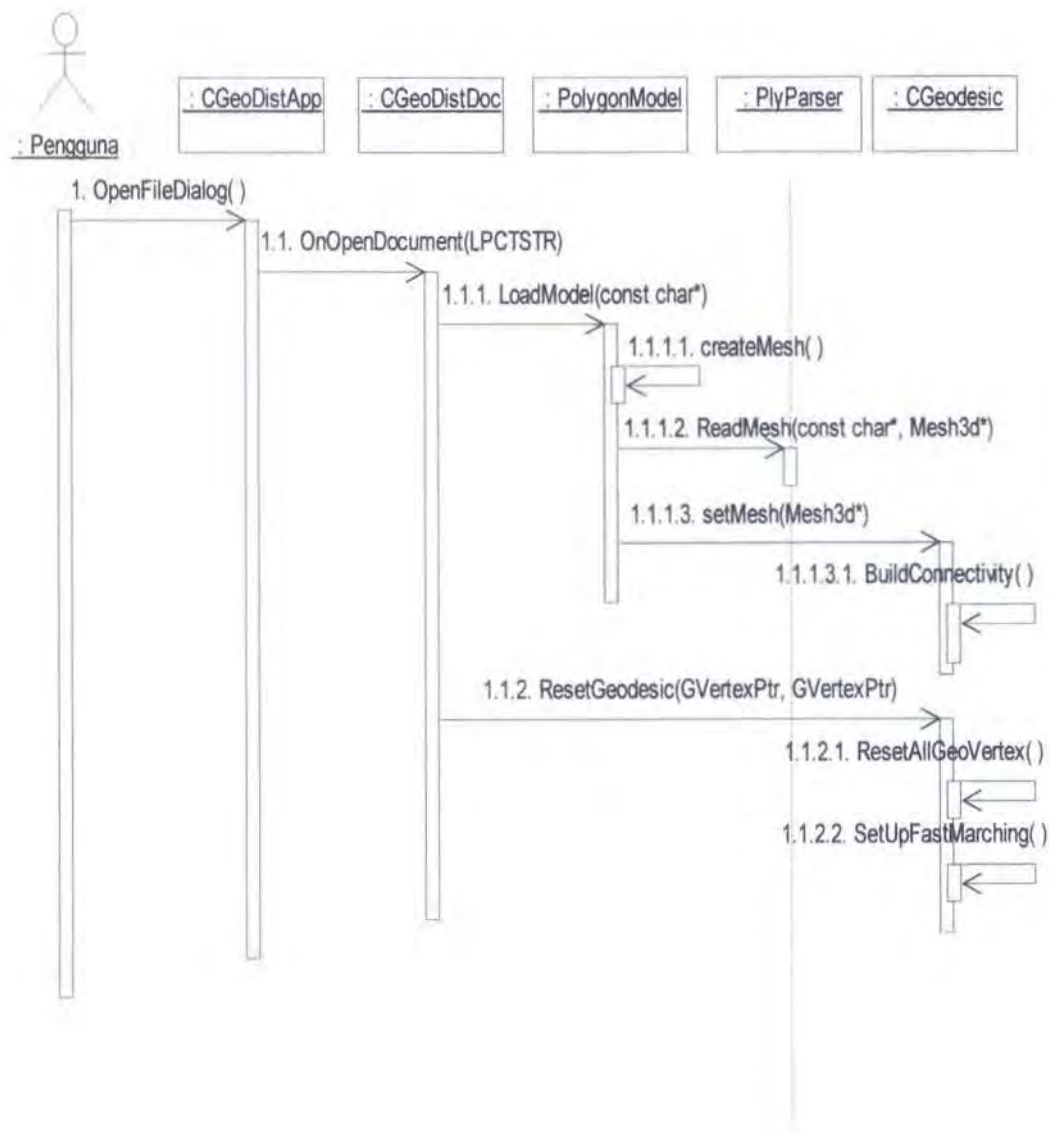 : CGeoDistApp
: CGeoDistDoc
: PolygonModel
: PlyParser
: CGeodesic
: Pengguna
1. OpenFileDialog( )
1.1. OnOpenDocument(LPCTSTR)
1.1.1. LoadModel(const char*)
1.1.1.1. createMesh( )
1.1.1.2. ReadMesh(const char*, Mesh3d*)
1.1.1.3. setMesh(Mesh3d*)
1.1.1.3.1. BuildConnectivity( )
1.1.2. ResetGeodesic(GVertexPtr, GVertexPtr)
1.1.2.1. ResetAllGeoVertex( )
1.1.2.2. SetUpFastMarching( )